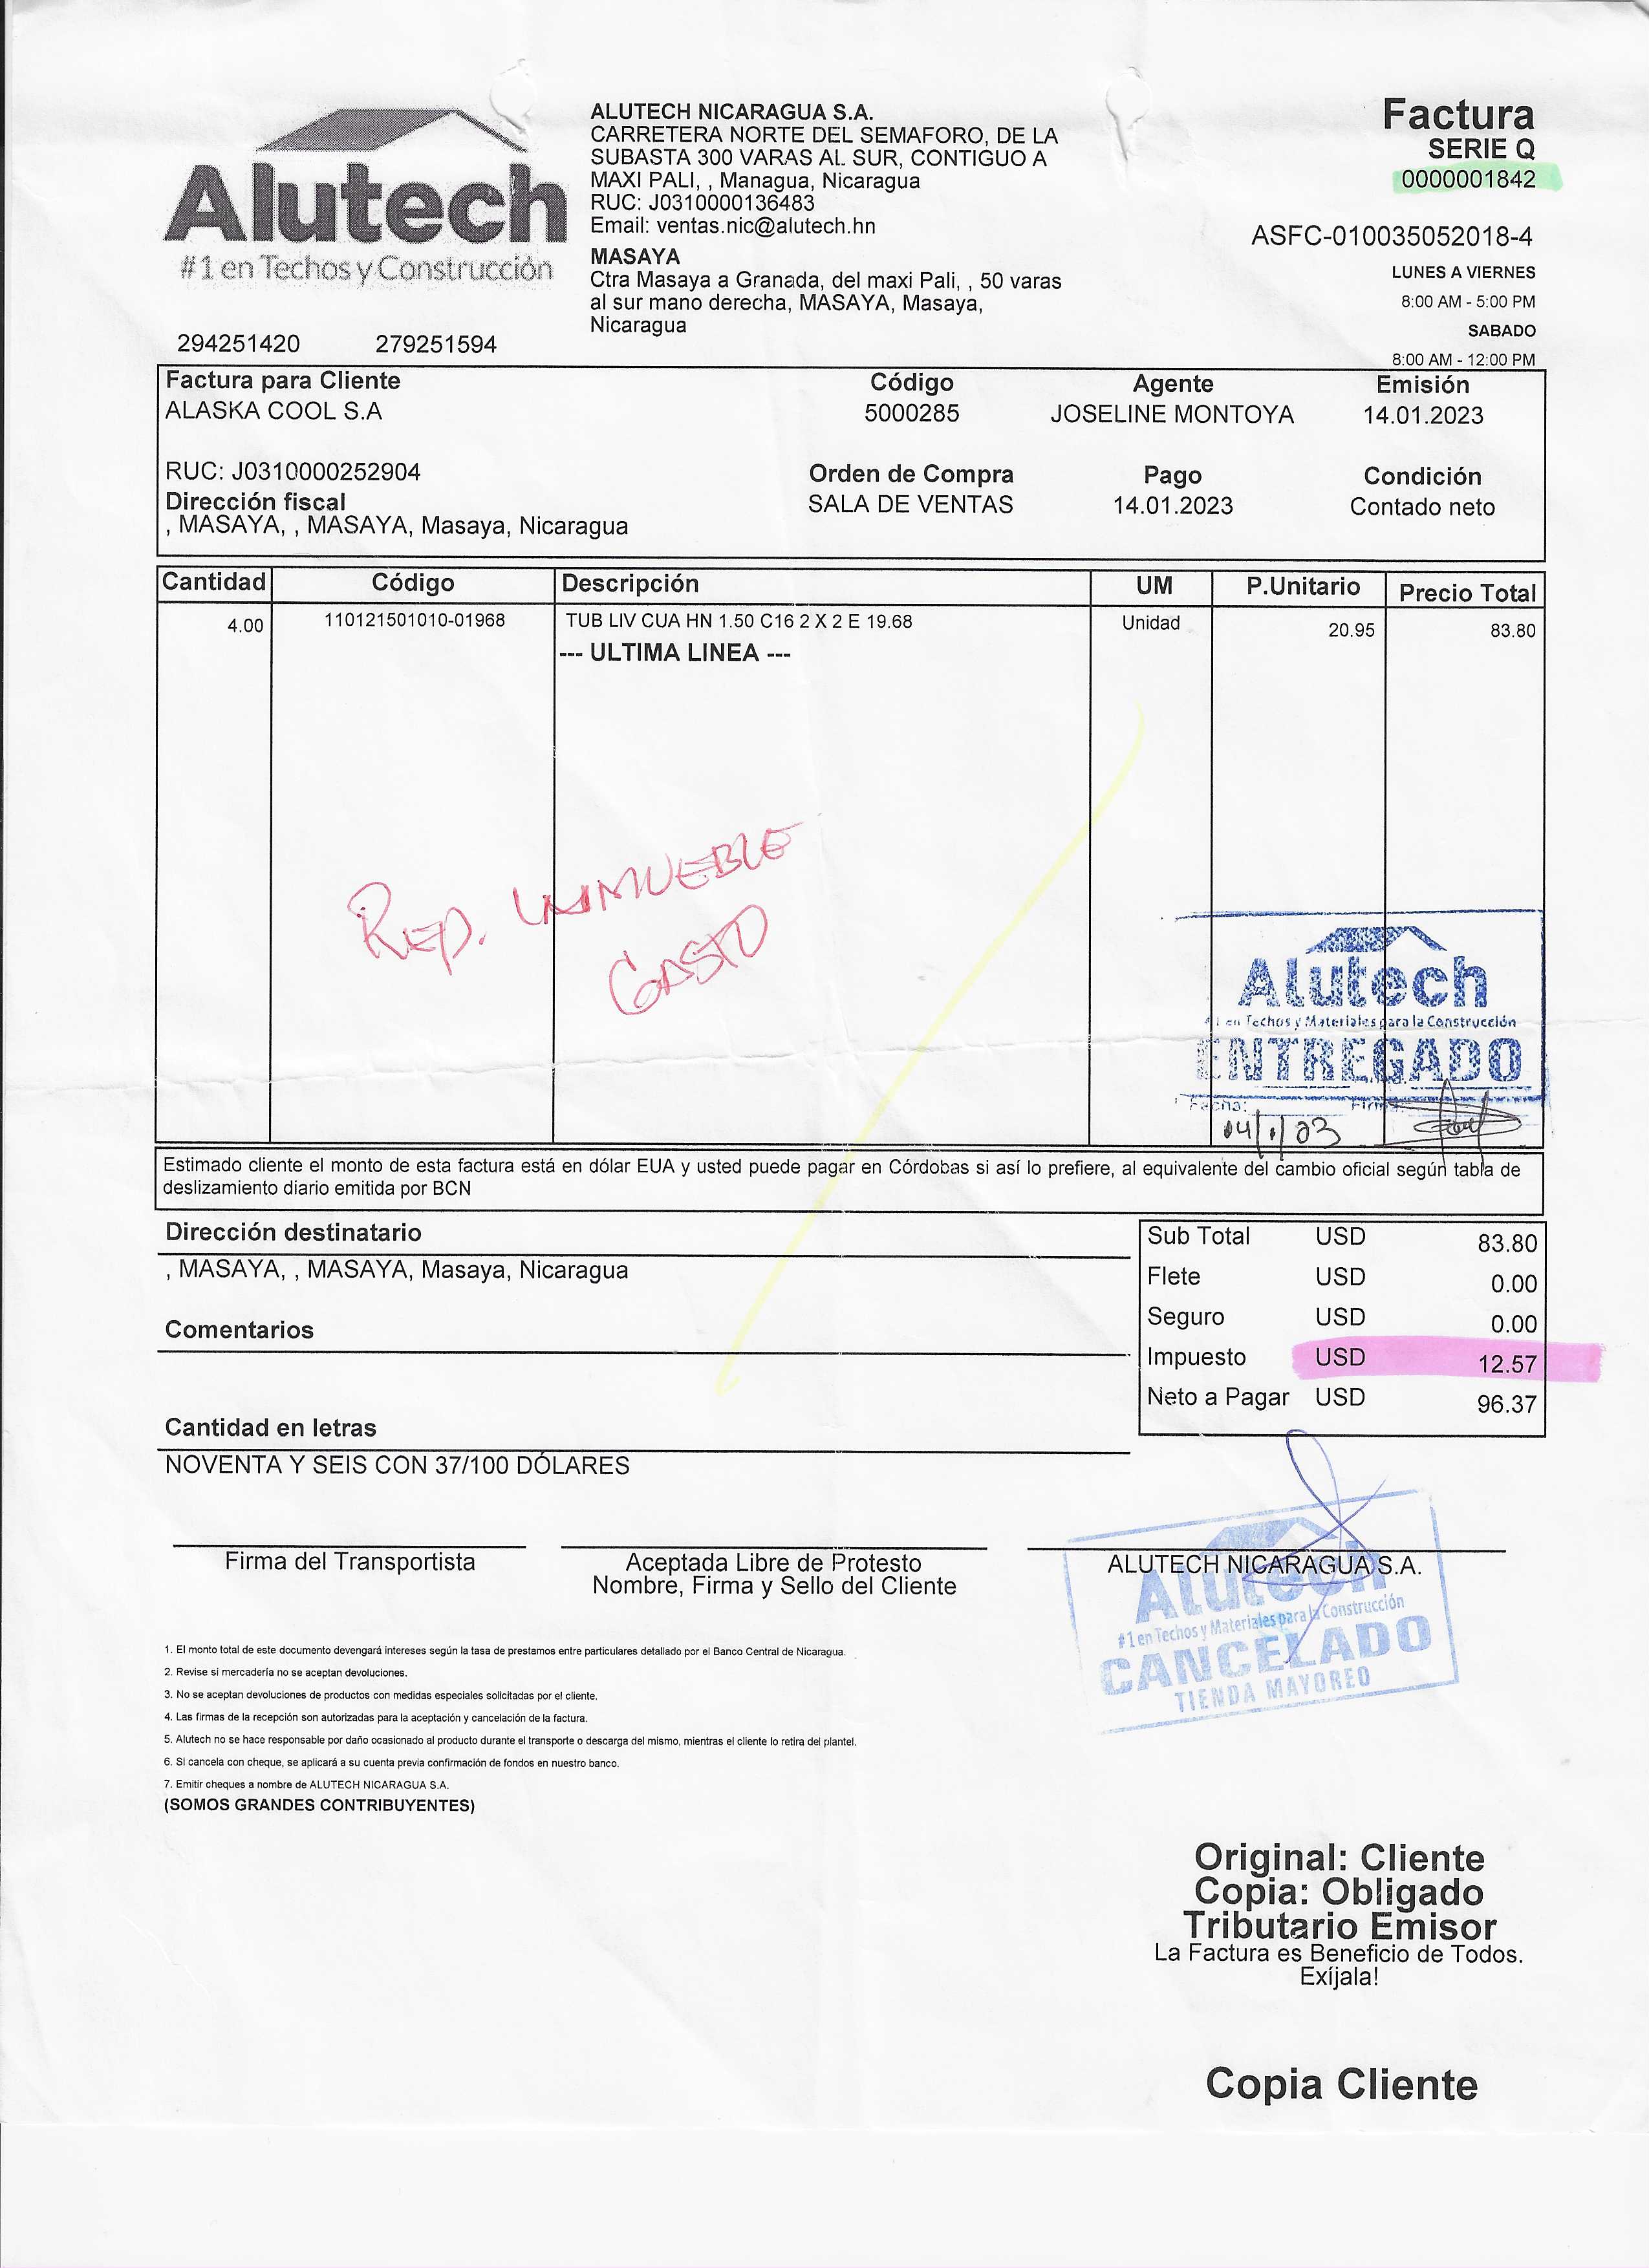 Alutech
#1 en Techos y Construcción
294251420 279251594
ALUTECH NICARAGUA S.A.
CARRETERA NORTE DEL SEMAFORO, DE LA
SUBASTA 300 VARAS AL SUR, CONTIGUO A
MAXI PALI, , Managua, Nicaragua
RUC: J0310000136483
Email: ventas.nic@alutech.hn
MASAYA
Ctra Masaya a Granada, del maxi Pali, , 50 varas
al sur mano derecha, MASAYA, Masaya,
Nicaragua
Factura
SERIE Q
0000001842
ASFC-010035052018-4
LUNES A VIERNES
8:00 AM - 5:00 PM
SABADO
8:00 AM - 12:00 PM
Factura para Cliente Código Agente Emisión
ALASKA COOL S.A 5000285 JOSELINE MONTOYA 14.01.2023
RUC: J0310000252904 Orden de Compra Pago Condición
Dirección fiscal SALA DE VENTAS 14.01.2023 Contado neto
, MASAYA, , MASAYA, Masaya, Nicaragua
Cantidad Código Descripción UM P.Unitario Precio Total
4.00 110121501010-01968 TUB LIV CUA HN 1.50 C16 2 X 2 E 19.68 Unidad 20.95 83.80
--- ULTIMA LINEA ---
REP. INMUEBLE
GASTO
Alutech
#1 en Techos y Materiales para la Construcción
ENTREGADO
Fecha: Firma:
Estimado cliente el monto de esta factura está en dólar EUA y usted puede pagar en Córdobas si así lo prefiere, al equivalente del cambio oficial según tabla de
deslizamiento diario emitida por BCN
Dirección destinatario
, MASAYA, , MASAYA, Masaya, Nicaragua
Comentarios
Cantidad en letras
NOVENTA Y SEIS CON 37/100 DÓLARES
Sub Total USD 83.80
Flete USD 0.00
Seguro USD 0.00
Impuesto USD 12.57
Neto a Pagar USD 96.37
Firma del Transportista
Aceptada Libre de Protesto
Nombre, Firma y Sello del Cliente
ALUTECH NICARAGUA S.A.
Alutech
#1 en Techos y Materiales para la Construcción
CANCELADO
TIENDA MAYOREO
1. El monto total de este documento devengará intereses según la tasa de prestamos entre particulares detallado por el Banco Central de Nicaragua.
2. Revise si mercadería no se aceptan devoluciones.
3. No se aceptan devoluciones de productos con medidas especiales solicitadas por el cliente.
4. Las firmas de la recepción son autorizadas para la aceptación y cancelación de la factura.
5. Alutech no se hace responsable por daño ocasionado al producto durante el transporte o descarga del mismo, mientras el cliente lo retira del plantel.
6. Si cancela con cheque, se aplicará a su cuenta previa confirmación de fondos en nuestro banco.
7. Emitir cheques a nombre de ALUTECH NICARAGUA S.A.
(SOMOS GRANDES CONTRIBUYENTES)
Original: Cliente
Copia: Obligado
Tributario Emisor
La Factura es Beneficio de Todos.
Exíjala!
Copia Cliente